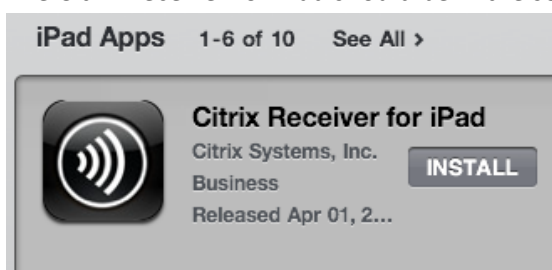 iPad Apps 1-6 of 10 See All >
Citrix Receiver for iPad
Citrix Systems, Inc.
INSTALL
Business
Released Apr 01, 2...